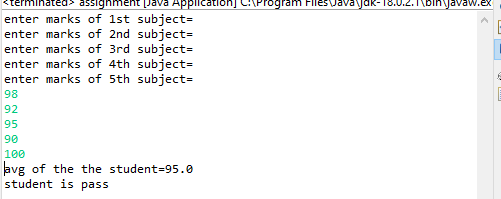 <terminated> assignment [Java Application] C:\Program Files\Java\jdk-18.0.2.1\bin\javaw.ex
enter marks of 1st subject=
enter marks of 2nd subject=
enter marks of 3rd subject=
enter marks of 4th subject=
enter marks of 5th subject=
98
92
95
90
100
avg of the the student=95.0
student is pass